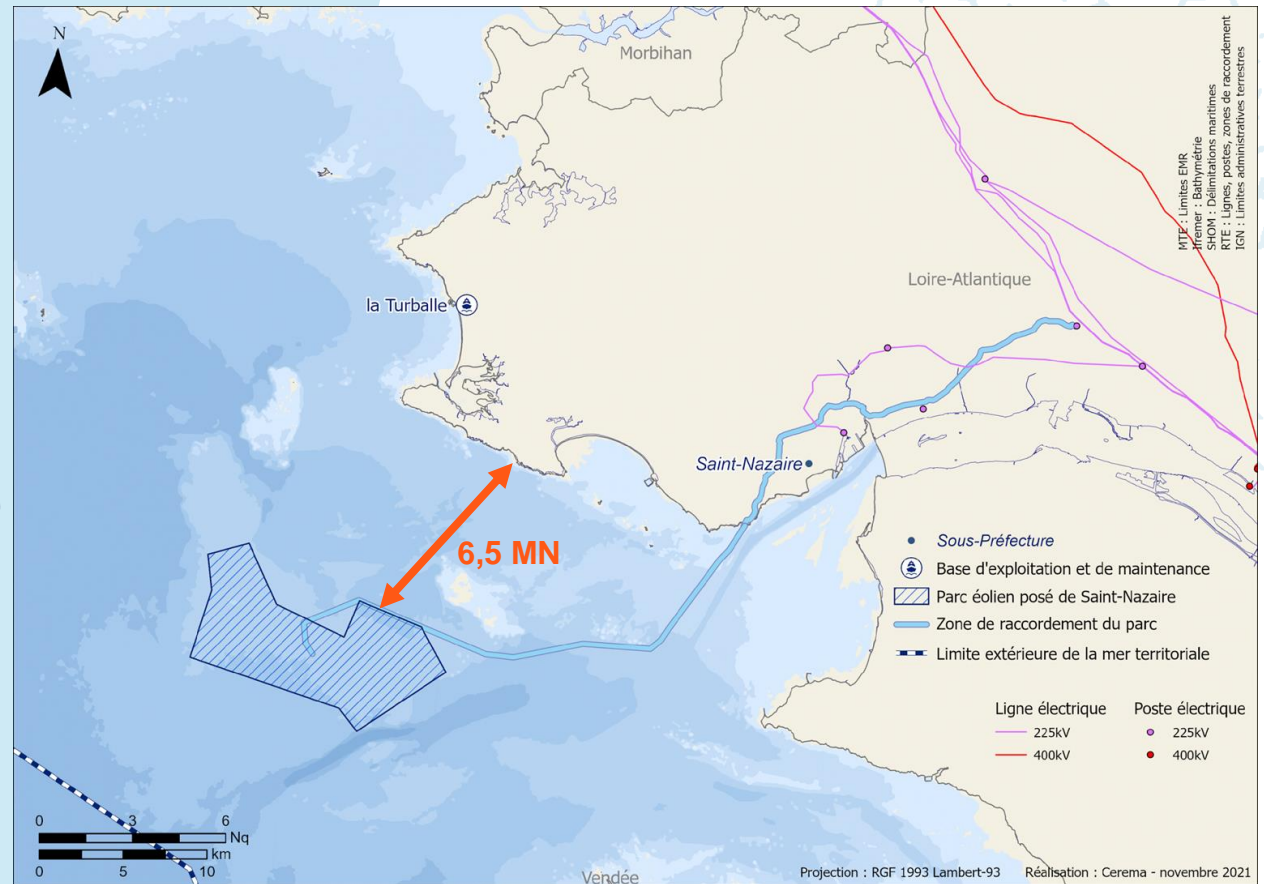 N
Morbihan
MTE : Limites EMR
Ifremer : Bathymétrie
SHOM : Délimitations maritimes
RTE : Lignes, postes, zones de raccordement
IGN : Limites administratives terrestres
Loire-Atlantique
la Turballe
Saint-Nazaire
6,5 MN
Sous-Préfecture
Base d'exploitation et de maintenance
Parc éolien posé de Saint-Nazaire
Zone de raccordement du parc
Limite extérieure de la mer territoriale
Ligne électrique Poste électrique
225kV 225kV
400kV 400kV
0 3 6
Nq
km
0 5 10
Vendée
Projection : RGF 1993 Lambert-93 Réalisation : Cerema - novembre 2021